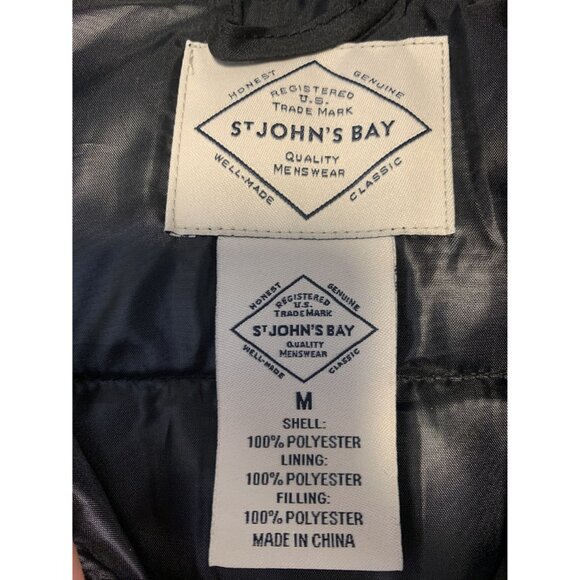 HONEST GENUINE
REGISTERED
U.S.
TRADE MARK
ST JOHN'S BAY
QUALITY
MENSWEAR
WELL-MADE CLASSIC
HONEST GENUINE
REGISTERED
U.S.
TRADE MARK
ST JOHN'S BAY
QUALITY
MENSWEAR
WELL-MADE CLASSIC
M
SHELL:
100% POLYESTER
LINING:
100% POLYESTER
FILLING:
100% POLYESTER
MADE IN CHINA